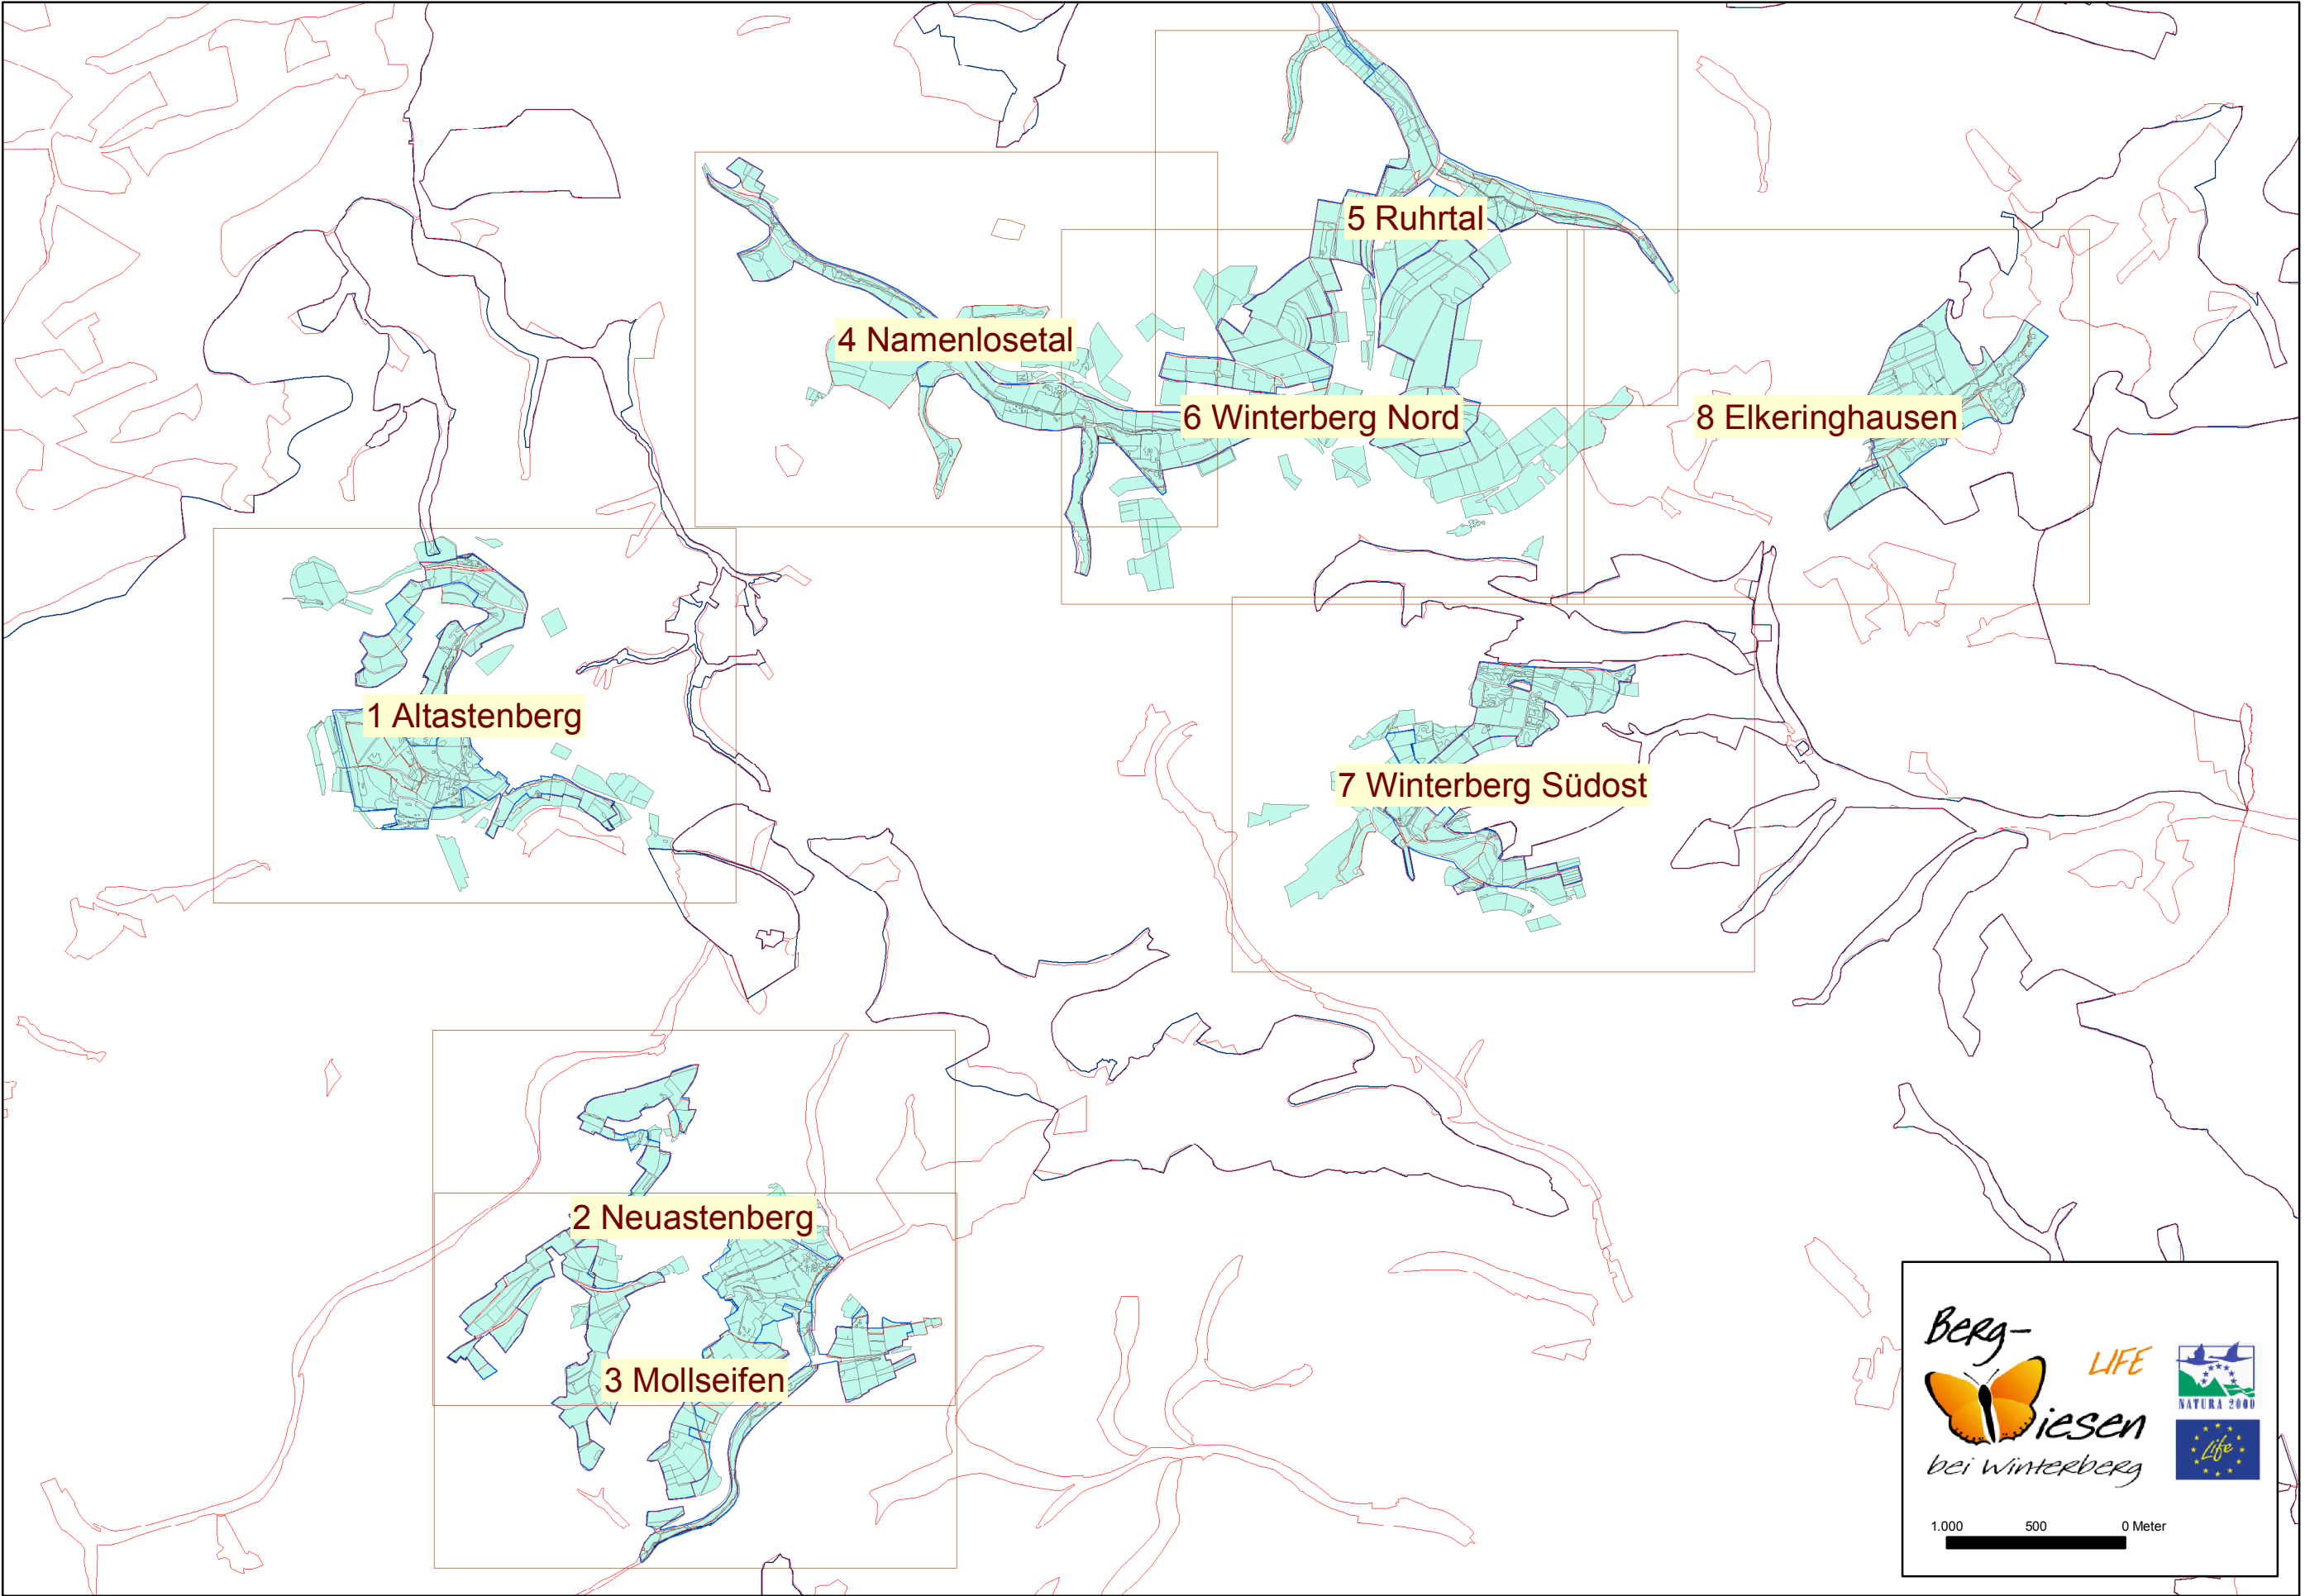 5 Ruhrtal
4 Namenlosetal
6 Winterberg Nord
8 Elkeringhausen
1 Altastenberg
7 Winterberg Südost
2 Neuastenberg
3 Mollseifen
Berg-
LIFE
Wiesen
NATURA 2000
Life
bei Winterberg
1.000 500 0 Meter